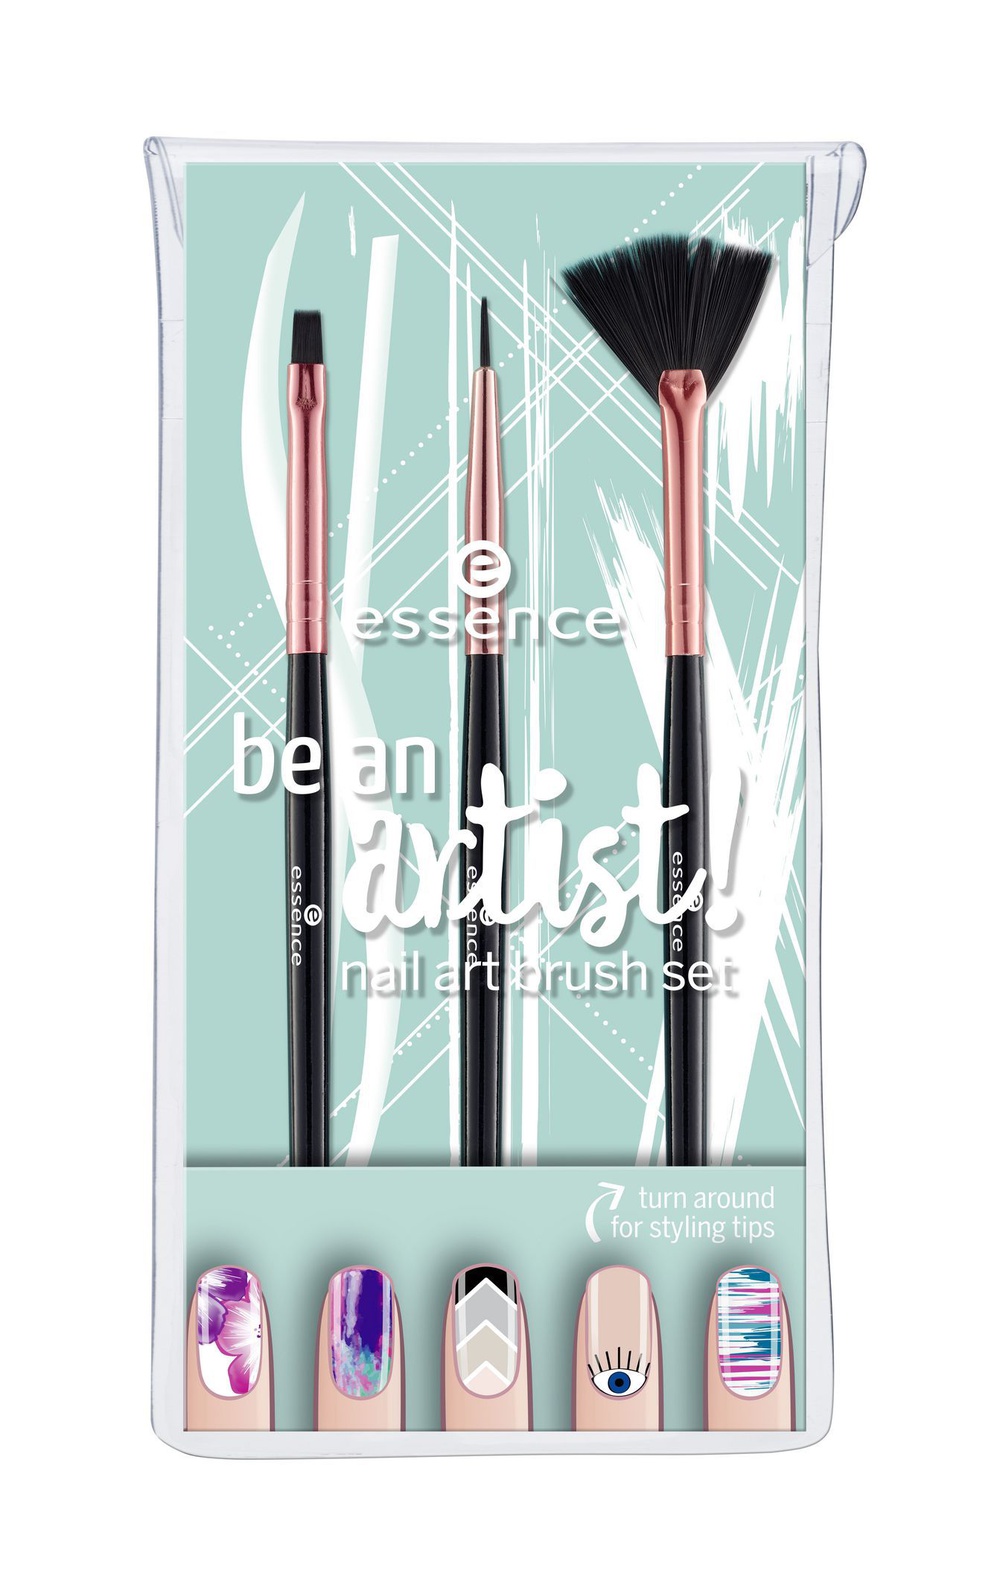 e
essence
be an
artist!
nail art brush set
e essence
e essence
essence
turn around
for styling tips